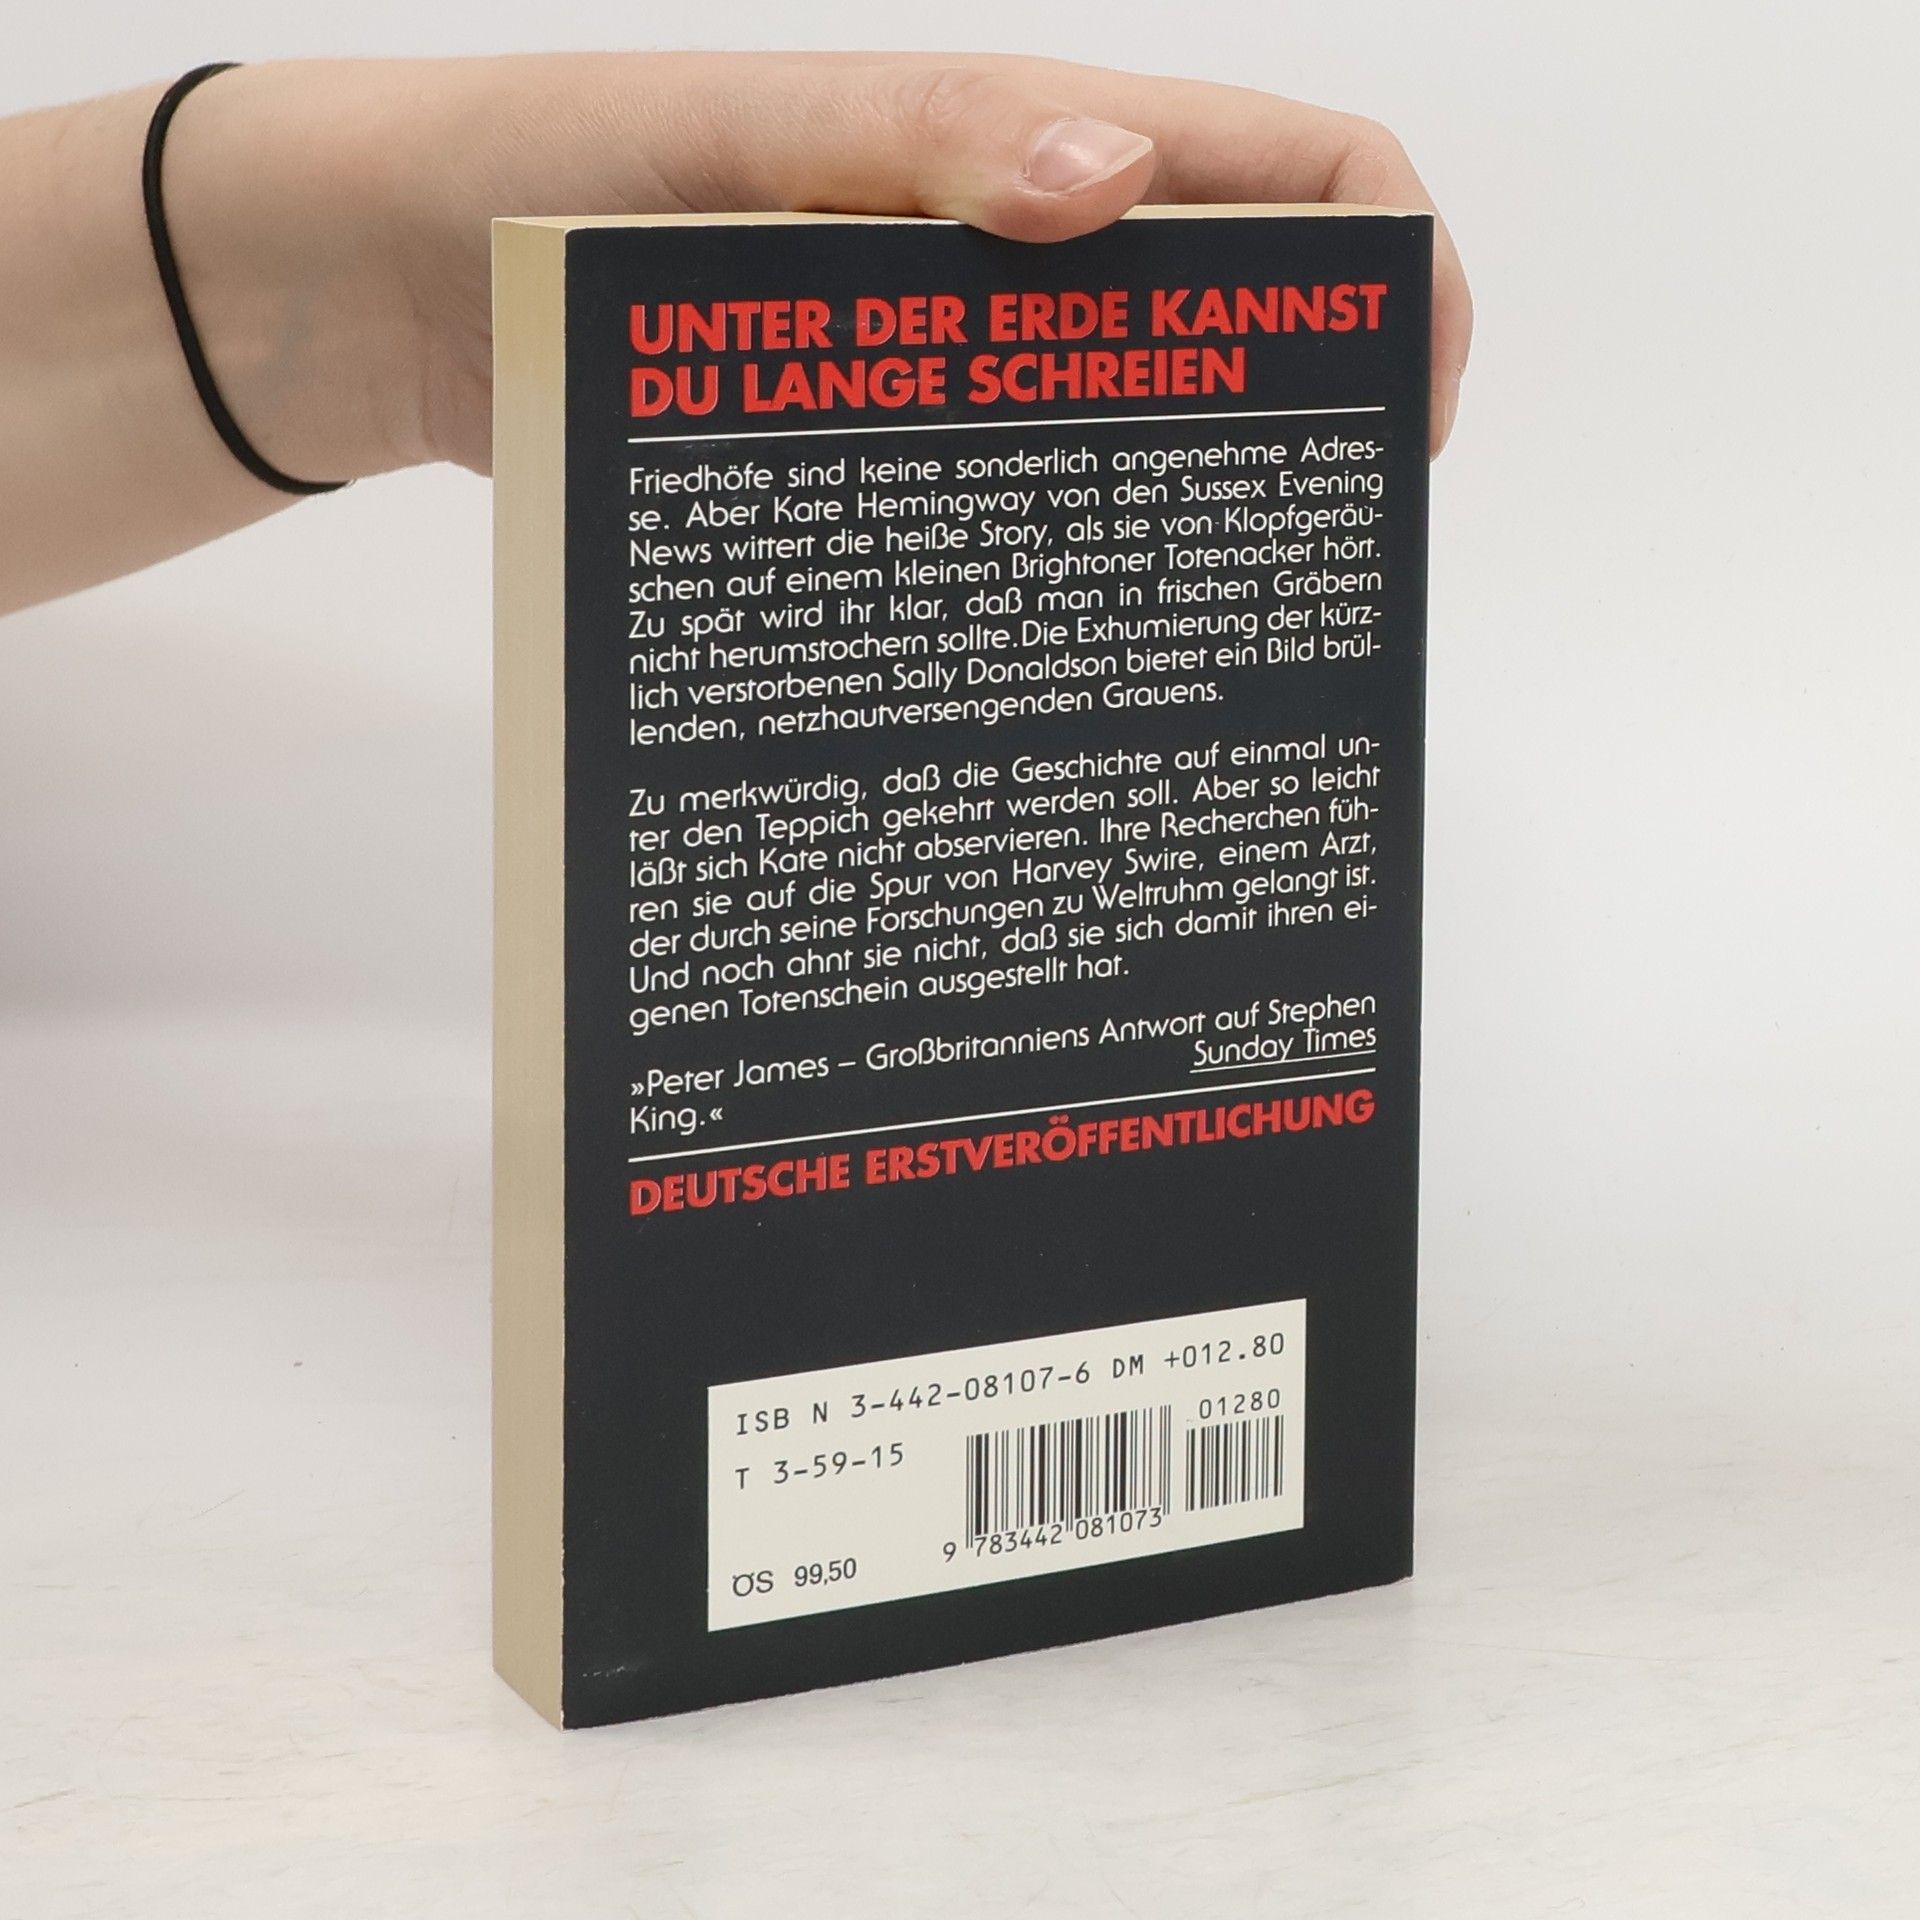 UNTER DER ERDE KANNST
DU LANGE SCHREIEN
Friedhöfe sind keine sonderlich angenehme Adres-
se. Aber Kate Hemingway von den Sussex Evening
News wittert die heiße Story, als sie von Klopfgeräu-
schen auf einem kleinen Brightoner Totenacker hört.
Zu spät wird ihr klar, daß man in frischen Gräbern
nicht herumstochern sollte.Die Exhumierung der kürz-
lich verstorbenen Sally Donaldson bietet ein Bild brül-
lenden, netzhautversengenden Grauens.
Zu merkwürdig, daß die Geschichte auf einmal un-
ter den Teppich gekehrt werden soll. Aber so leicht
läßt sich Kate nicht abservieren. Ihre Recherchen füh-
ren sie auf die Spur von Harvey Swire, einem Arzt,
der durch seine Forschungen zu Weltruhm gelangt ist.
Und noch ahnt sie nicht, daß sie sich damit ihren ei-
genen Totenschein ausgestellt hat.
»Peter James – Großbritanniens Antwort auf Stephen
King.«
Sunday Times
DEUTSCHE ERSTVERÖFFENTLICHUNG
ISB N 3-442-08107-6 DM +012.80
T 3-59-15
01280
9 783442 081073
ÖS 99,50